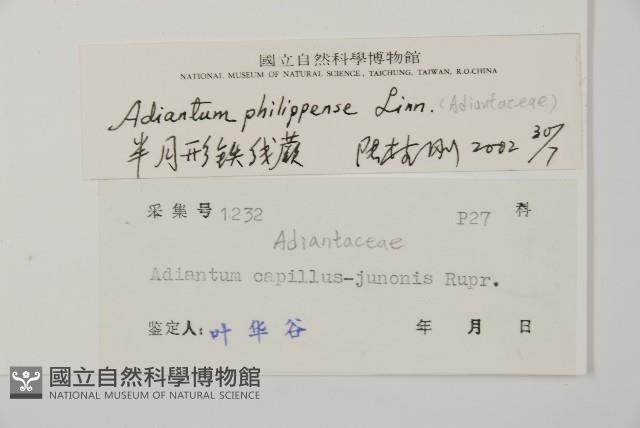 國立自然科學博物館
NATIONAL MUSEUM OF NATURAL SCIENCE, TAICHUNG, TAIWAN, R.O.CHINA
Adiantum philippense Linn. (Adiantaceae)
半月形铁线蕨 陈林刚 2002 30/7
采集号 1232 P27 科
Adiantaceae
Adiantum capillus-junonis Rupr.
鉴定人: 叶华谷 年 月 日
國立自然科學博物館
NATIONAL MUSEUM OF NATURAL SCIENCE